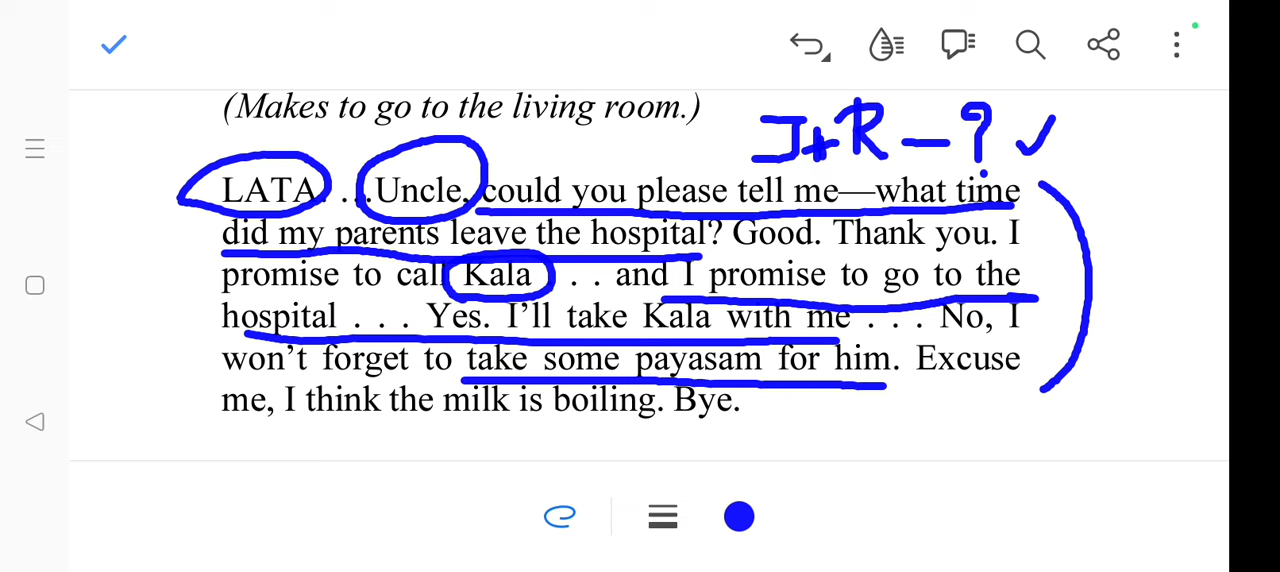 (Makes to go to the living room.)
I+R-? ✓
LATA. ...Uncle, could you please tell me—what time
did my parents leave the hospital? Good. Thank you. I
promise to call Kala . . . and I promise to go to the
hospital . . . Yes. I'll take Kala with me . . . No, I
won't forget to take some payasam for him. Excuse
me, I think the milk is boiling. Bye.